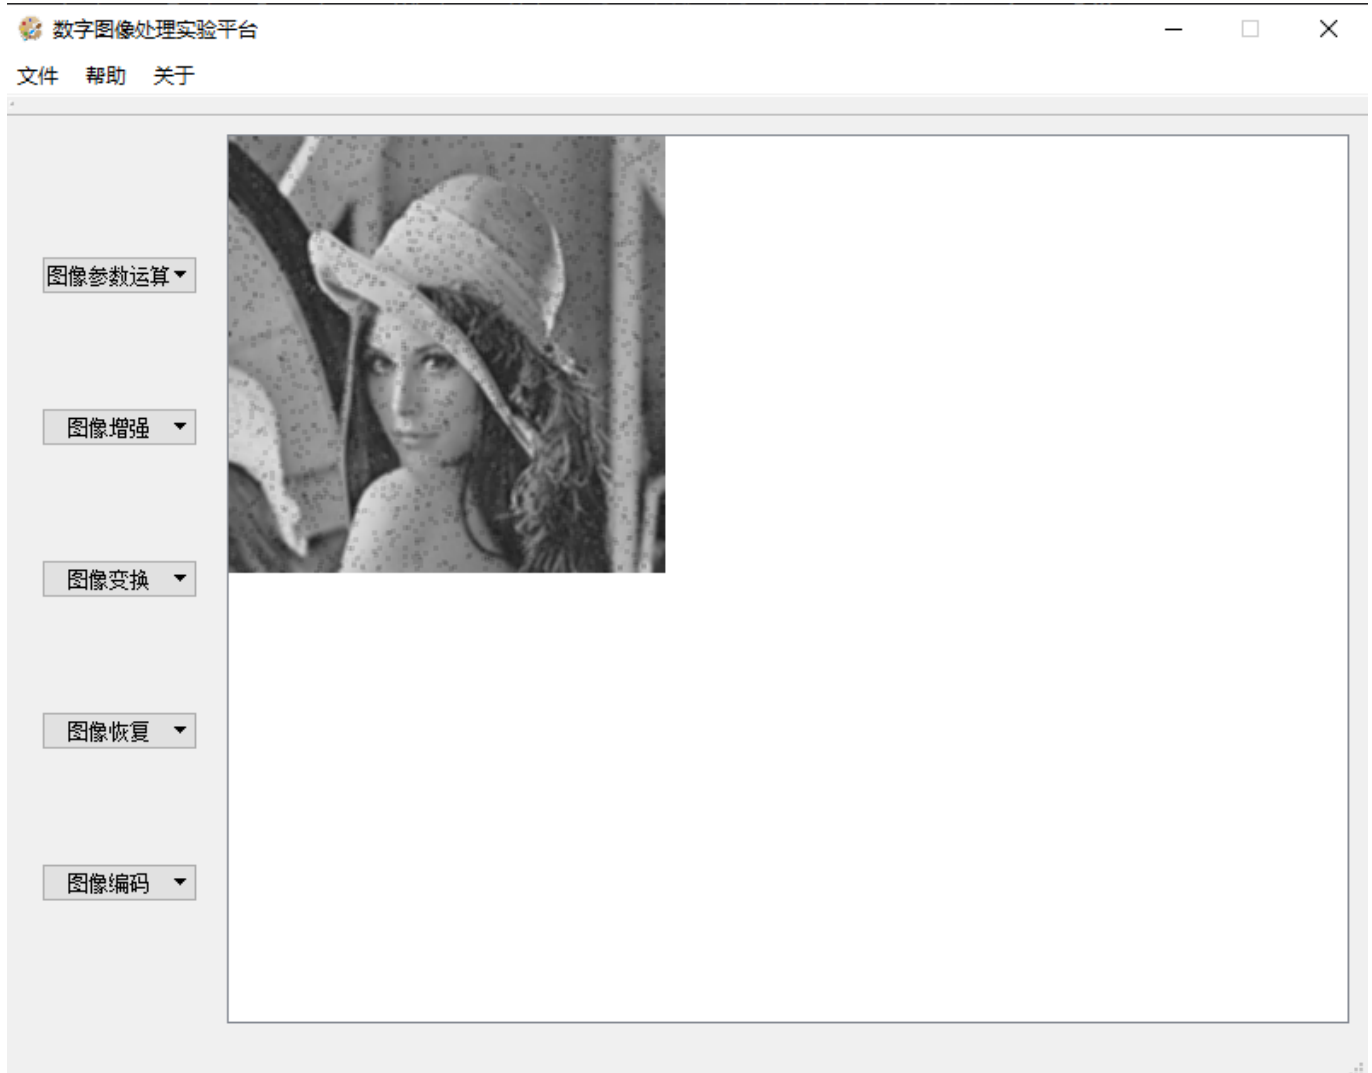 数字图像处理实验平台
文件 帮助 关于
图像参数运算
图像增强
图像变换
图像恢复
图像编码